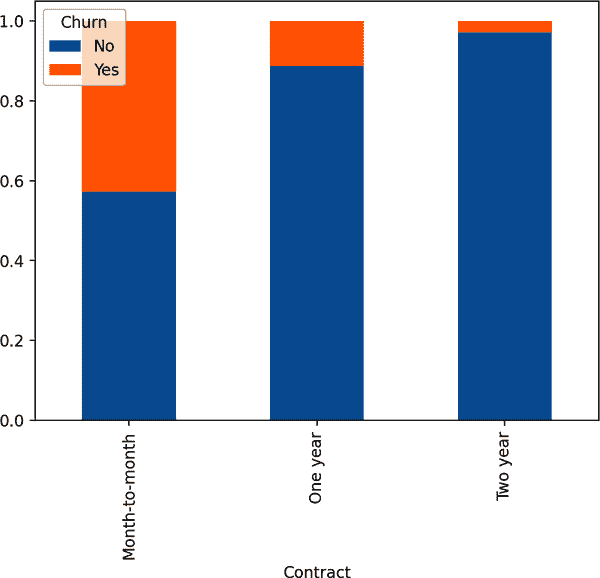 1.0
0.8
0.6
0.4
0.2
0.0
Churn
No
Yes
Month-to-month
One year
Two year
Contract